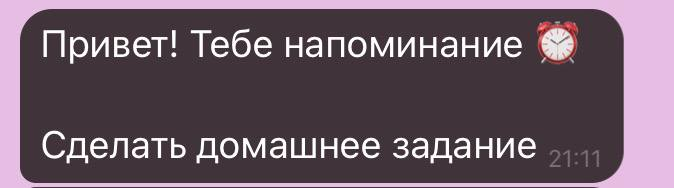 Привет! Тебе напоминание ⏰
Сделать домашнее задание 21:11